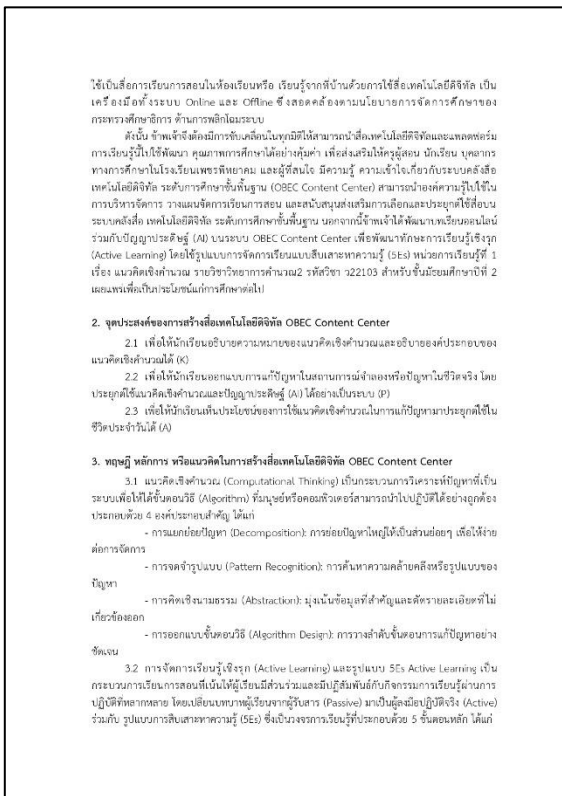 ใช้เป็นสื่อการเรียนการสอนในห้องเรียนหรือ เรียนรู้จากที่บ้านด้วยการใช้สื่อเทคโนโลยีดิจิทัล เป็น
เครื่องมือทั้งระบบ Online และ Offline ซึ่งสอดคล้องตามนโยบายการจัดการศึกษาของ
กระทรวงศึกษาธิการ ด้านการพลิกโฉมระบบ
ดังนั้น ข้าพเจ้าจึงต้องมีการขับเคลื่อนในทุกมิติให้สามารถนำสื่อเทคโนโลยีดิจิทัลและแพลตฟอร์ม
การเรียนรู้นี้ไปใช้พัฒนา คุณภาพการศึกษาได้อย่างคุ้มค่า เพื่อส่งเสริมให้ครูผู้สอน นักเรียน บุคลากร
ทางการศึกษาในโรงเรียนเพชรพิทยาคม และผู้ที่สนใจ มีความรู้ ความเข้าใจเกี่ยวกับระบบคลังสื่อ
เทคโนโลยีดิจิทัล ระดับการศึกษาขั้นพื้นฐาน (OBEC Content Center) สามารถนำองค์ความรู้ไปใช้ใน
การบริหารจัดการ วางแผนจัดการเรียนการสอน และสนับสนุนส่งเสริมการเลือกและประยุกต์ใช้สื่อบน
ระบบคลังสื่อ เทคโนโลยีดิจิทัล ระดับการศึกษาขั้นพื้นฐาน นอกจากนี้ข้าพเจ้าได้พัฒนาบทเรียนออนไลน์
ร่วมกับปัญญาประดิษฐ์ (AI) บนระบบ OBEC Content Center เพื่อพัฒนาทักษะการเรียนรู้เชิงรุก
(Active Learning) โดยใช้รูปแบบการจัดการเรียนแบบสืบเสาะหาความรู้ (5Es) หน่วยการเรียนรู้ที่ 1
เรื่อง แนวคิดเชิงคำนวณ รายวิชาวิทยาการคำนวณ2 รหัสวิชา ว22103 สำหรับชั้นมัธยมศึกษาปีที่ 2
เผยแพร่เพื่อเป็นประโยชน์แก่การศึกษาต่อไป
2. จุดประสงค์ของการสร้างสื่อเทคโนโลยีดิจิทัล OBEC Content Center
2.1 เพื่อให้นักเรียนอธิบายความหมายของแนวคิดเชิงคำนวณและอธิบายองค์ประกอบของ
แนวคิดเชิงคำนวณได้ (K)
2.2 เพื่อให้นักเรียนออกแบบการแก้ปัญหาในสถานการณ์จำลองหรือปัญหาในชีวิตจริง โดย
ประยุกต์ใช้แนวคิดเชิงคำนวณและปัญญาประดิษฐ์ (AI) ได้อย่างเป็นระบบ (P)
2.3 เพื่อให้นักเรียนเห็นประโยชน์ของการใช้แนวคิดเชิงคำนวณในการแก้ปัญหามาประยุกต์ใช้ใน
ชีวิตประจำวันได้ (A)
3. ทฤษฎี หลักการ หรือแนวคิดในการสร้างสื่อเทคโนโลยีดิจิทัล OBEC Content Center
3.1 แนวคิดเชิงคำนวณ (Computational Thinking) เป็นกระบวนการวิเคราะห์ปัญหาที่เป็น
ระบบเพื่อให้ได้ขั้นตอนวิธี (Algorithm) ที่มนุษย์หรือคอมพิวเตอร์สามารถนำไปปฏิบัติได้อย่างถูกต้อง
ประกอบด้วย 4 องค์ประกอบสำคัญ ได้แก่
- การแยกย่อยปัญหา (Decomposition): การย่อยปัญหาใหญ่ให้เป็นส่วนย่อยๆ เพื่อให้ง่าย
ต่อการจัดการ
- การจดจำรูปแบบ (Pattern Recognition): การค้นหาความคล้ายคลึงหรือรูปแบบของ
ปัญหา
- การคิดเชิงนามธรรม (Abstraction): มุ่งเน้นข้อมูลที่สำคัญและตัดรายละเอียดที่ไม่
เกี่ยวข้องออก
- การออกแบบขั้นตอนวิธี (Algorithm Design): การวางลำดับขั้นตอนการแก้ปัญหาอย่าง
ชัดเจน
3.2 การจัดการเรียนรู้เชิงรุก (Active Learning) และรูปแบบ 5Es Active Learning เป็น
กระบวนการเรียนการสอนที่เน้นให้ผู้เรียนมีส่วนร่วมและมีปฏิสัมพันธ์กับกิจกรรมการเรียนรู้ผ่านการ
ปฏิบัติที่หลากหลาย โดยเปลี่ยนบทบาทผู้เรียนจากผู้รับสาร (Passive) มาเป็นผู้ลงมือปฏิบัติจริง (Active)
ร่วมกับ รูปแบบการสืบเสาะหาความรู้ (5Es) ซึ่งเป็นวงจรการเรียนรู้ที่ประกอบด้วย 5 ขั้นตอนหลัก ได้แก่